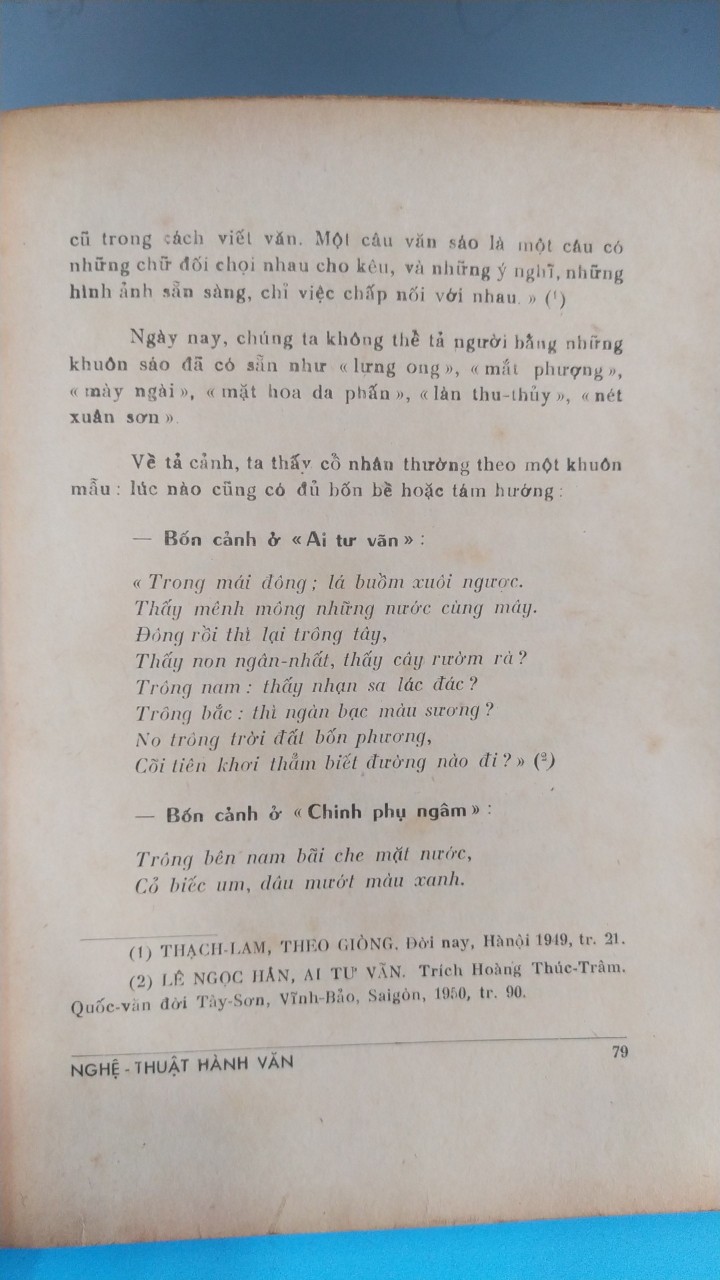 cũ trong cách viết văn. Một câu văn sáo là một câu có
những chữ đối chọi nhau cho kêu, và những ý nghĩ, những
hình ảnh sẵn sàng, chỉ việc chấp nối với nhau. » (¹)
Ngày nay, chúng ta không thể tả người bằng những
khuôn sáo đã có sẵn như « lưng ong », « mắt phượng »,
« mày ngài », « mặt hoa da phấn », « làn thu-thủy », « nét
xuân sơn ».
Về tả cảnh, ta thấy cổ nhân thường theo một khuôn
mẫu : lúc nào cũng có đủ bốn bề hoặc tám hướng :
— Bốn cảnh ở « Ai tư vãn » :
« Trong mái đông ; lá buồm xuôi ngược.
Thấy mênh mông những nước cùng mây.
Đông rồi thì lại trông tây,
Thấy non ngân-nhất, thấy cây rườm rà ?
Trông nam : thấy nhạn sa lác đác ?
Trông bắc : thì ngàn bạc màu sương ?
No trông trời đất bốn phương,
Cõi tiên khơi thẳm biết đường nào đi ? » (²)
— Bốn cảnh ở « Chinh phụ ngâm » :
Trông bên nam bãi che mặt nước,
Cỏ biếc um, dâu mướt màu xanh.
(1) THẠCH-LAM, THEO GIÒNG. Đời nay, Hànội 1949, tr. 21.
(2) LÊ NGỌC HÂN, AI TƯ VÃN. Trích Hoàng Thúc-Trâm.
Quốc-văn đời Tây-Sơn, Vĩnh-Bảo, Saigòn, 1950, tr. 90.
NGHỆ - THUẬT HÀNH VĂN 79